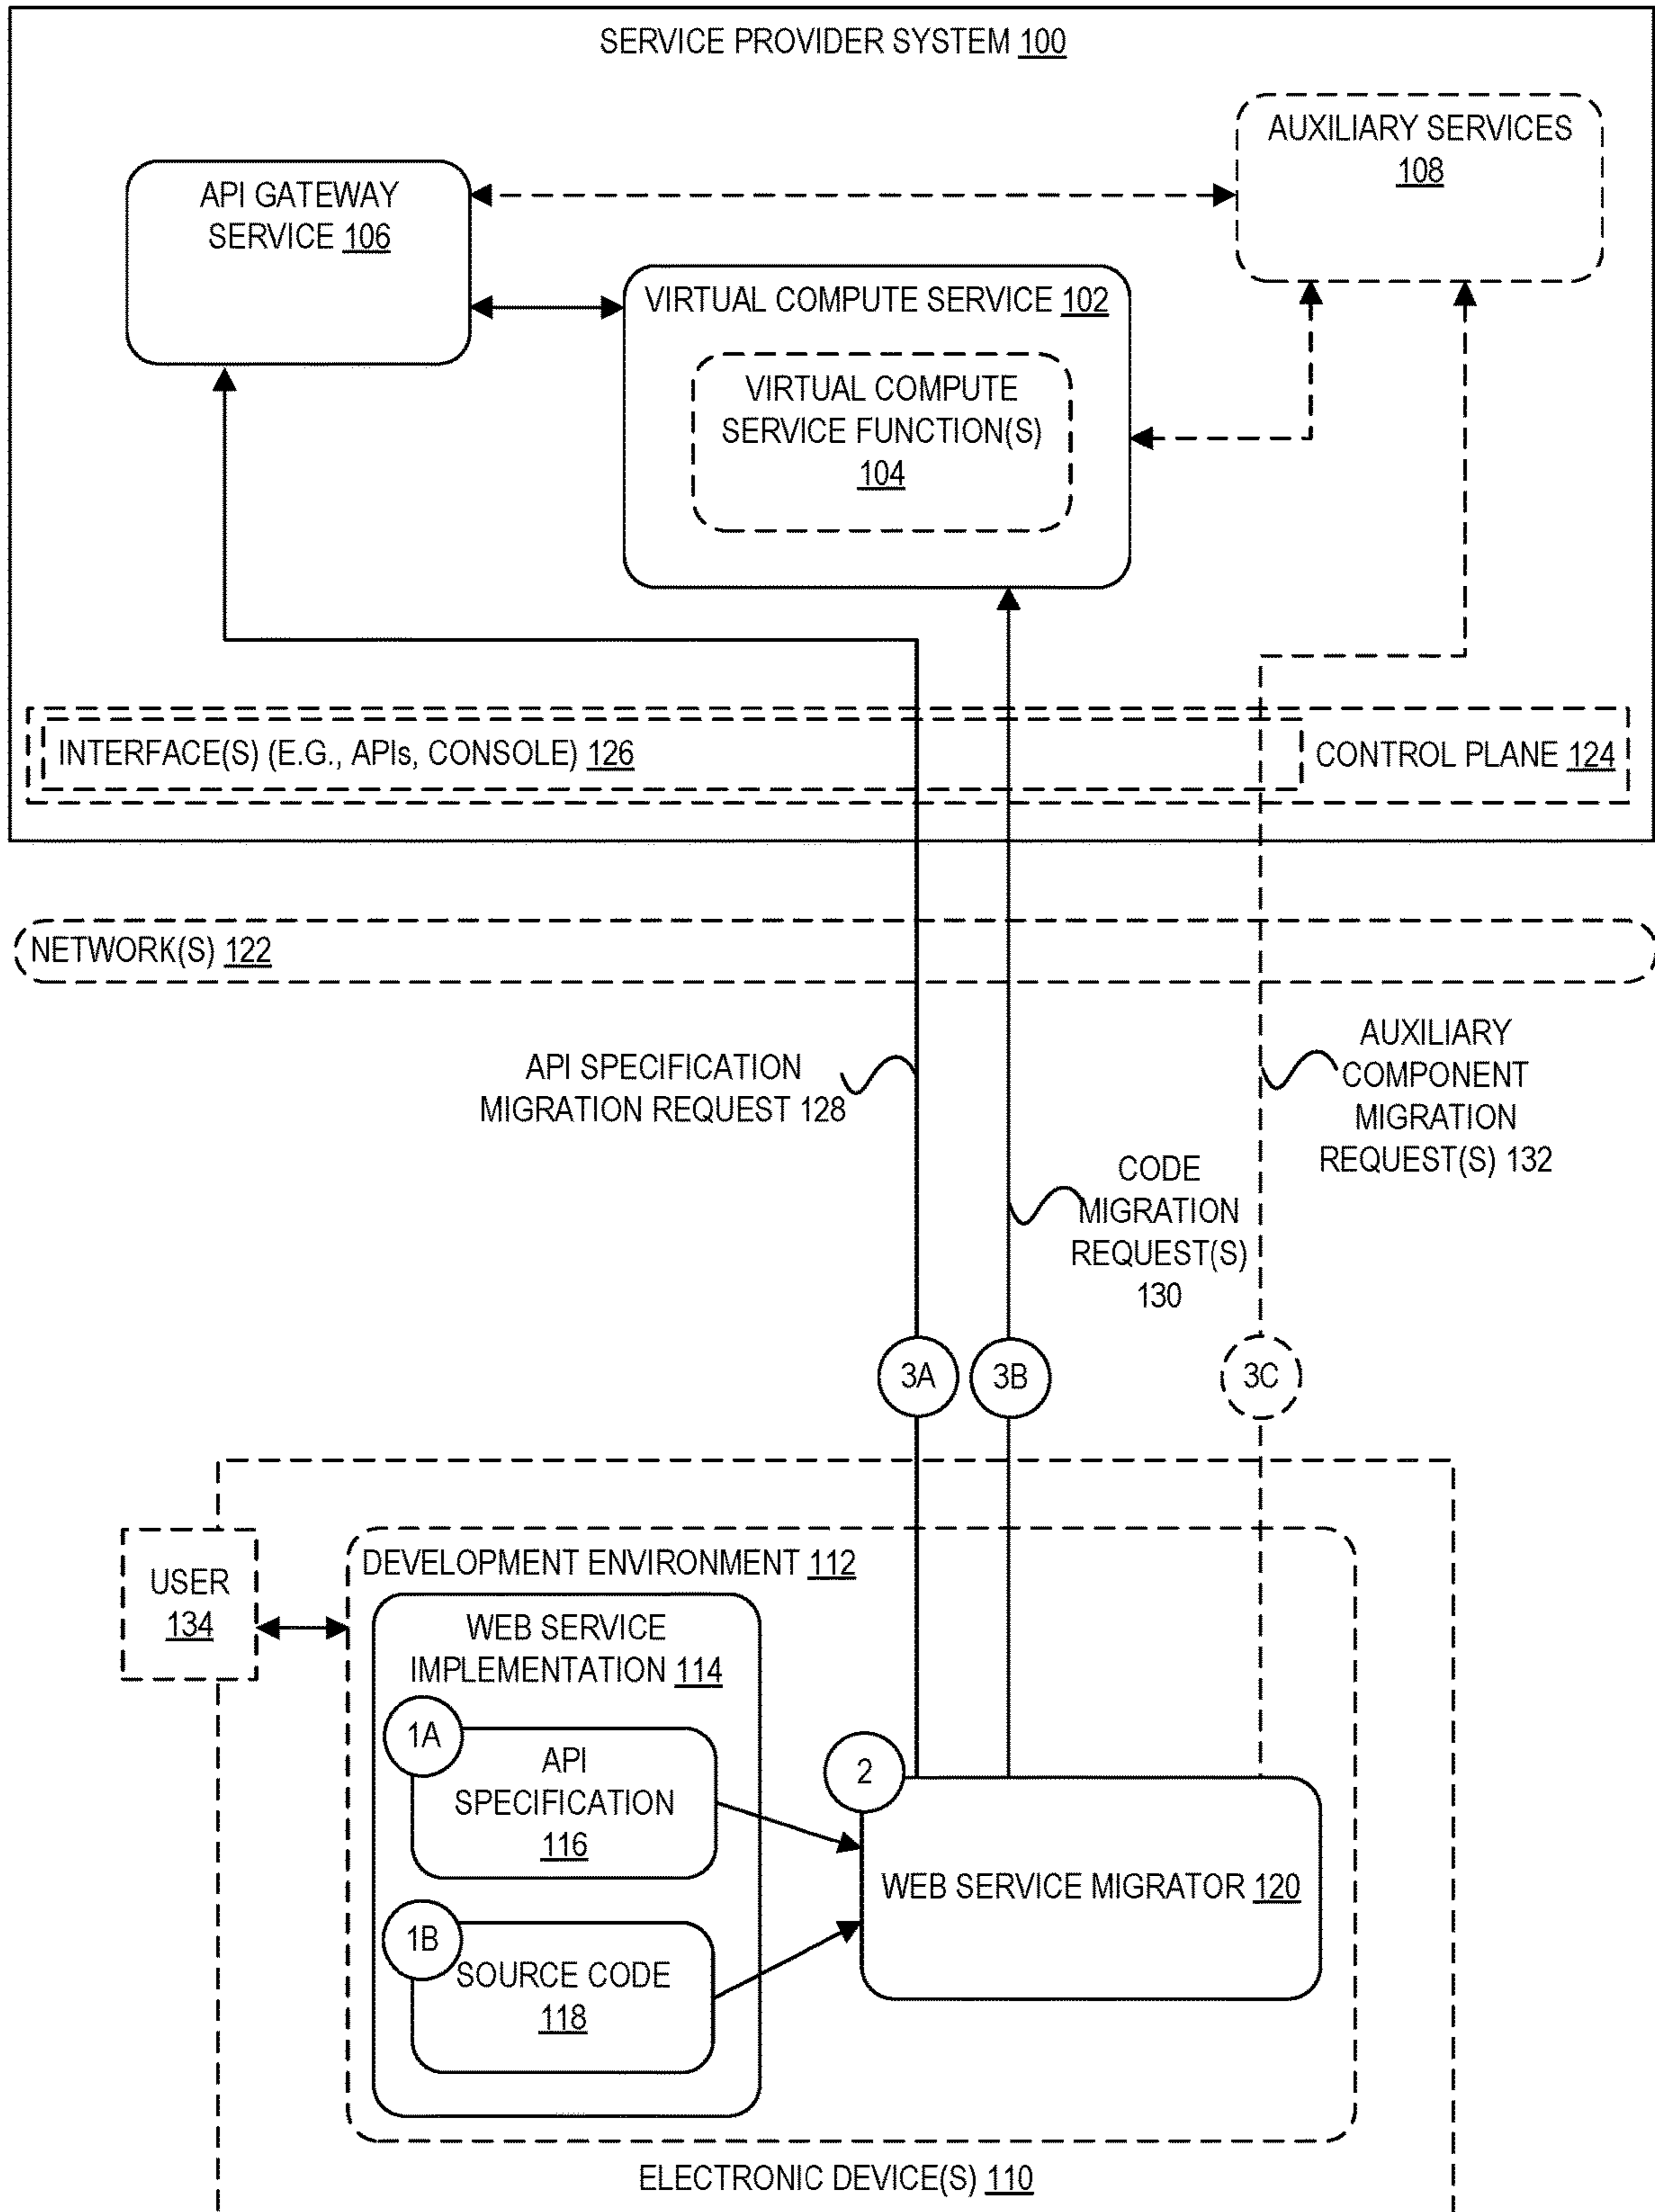 SERVICE PROVIDER SYSTEM 100
AUXILIARY SERVICES
108
API GATEWAY
SERVICE 106
VIRTUAL COMPUTE SERVICE 102
VIRTUAL COMPUTE
SERVICE FUNCTION(S)
104
INTERFACE(S) (E.G., APIs, CONSOLE) 126
CONTROL PLANE 124
NETWORK(S) 122
API SPECIFICATION
MIGRATION REQUEST 128
AUXILIARY
COMPONENT
MIGRATION
REQUEST(S) 132
CODE
MIGRATION
REQUEST(S)
130
3A
3B
3C
USER
134
DEVELOPMENT ENVIRONMENT 112
WEB SERVICE
IMPLEMENTATION 114
1A
API
SPECIFICATION
116
2
WEB SERVICE MIGRATOR 120
1B
SOURCE CODE
118
ELECTRONIC DEVICE(S) 110